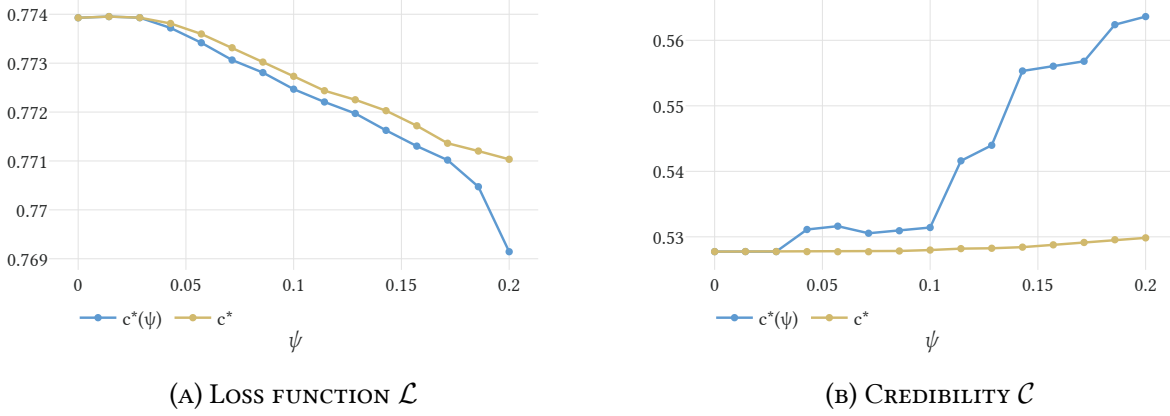 0.774
0.773
0.772
0.771
0.77
0.769
0 0.05 0.1 0.15 0.2
c*(ψ) c*
ψ
(A) Loss function ℒ
0.56
0.55
0.54
0.53
0 0.05 0.1 0.15 0.2
c*(ψ) c*
ψ
(B) Credibility 𝒞